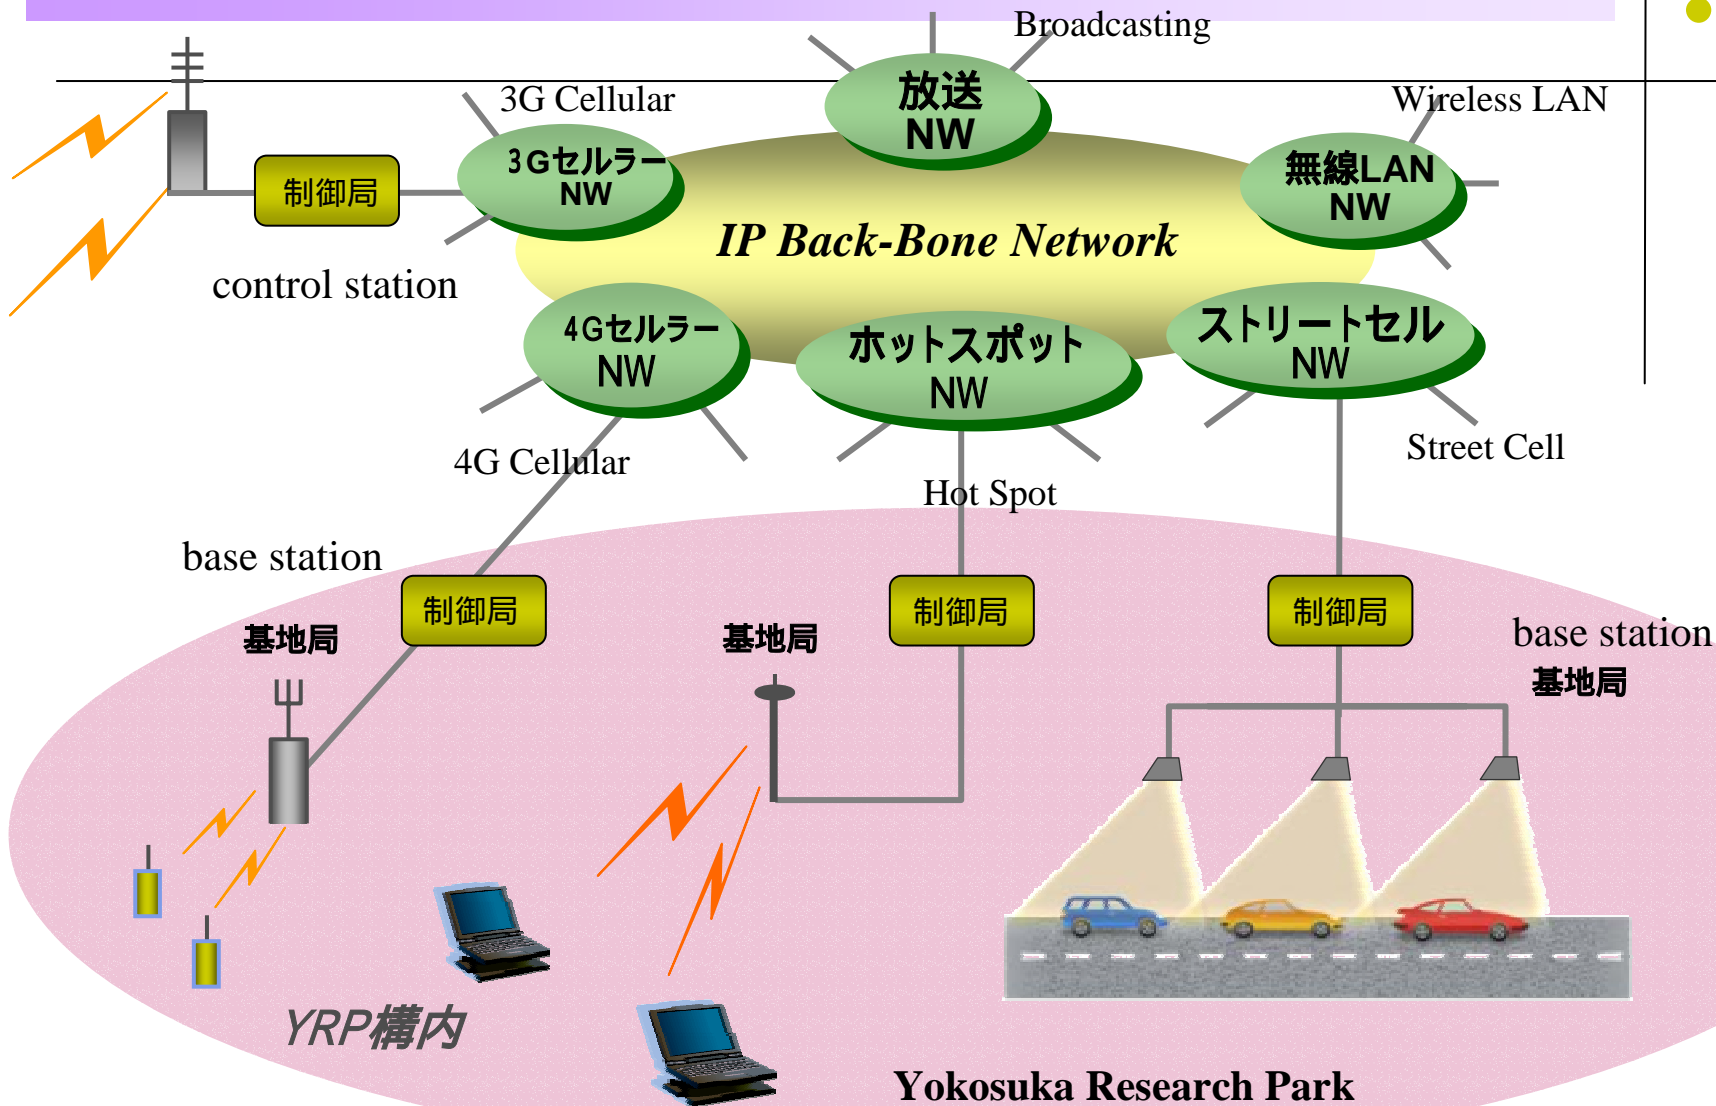 Broadcasting
3G Cellular
放送
NW
Wireless LAN
3Gセルラー
NW
無線LAN
NW
制御局
IP Back-Bone Network
control station
4Gセルラー
NW
ホットスポット
NW
ストリートセル
NW
4G Cellular
Hot Spot
Street Cell
base station
制御局
制御局
制御局
基地局
基地局
base station
基地局
YRP構内
Yokosuka Research Park